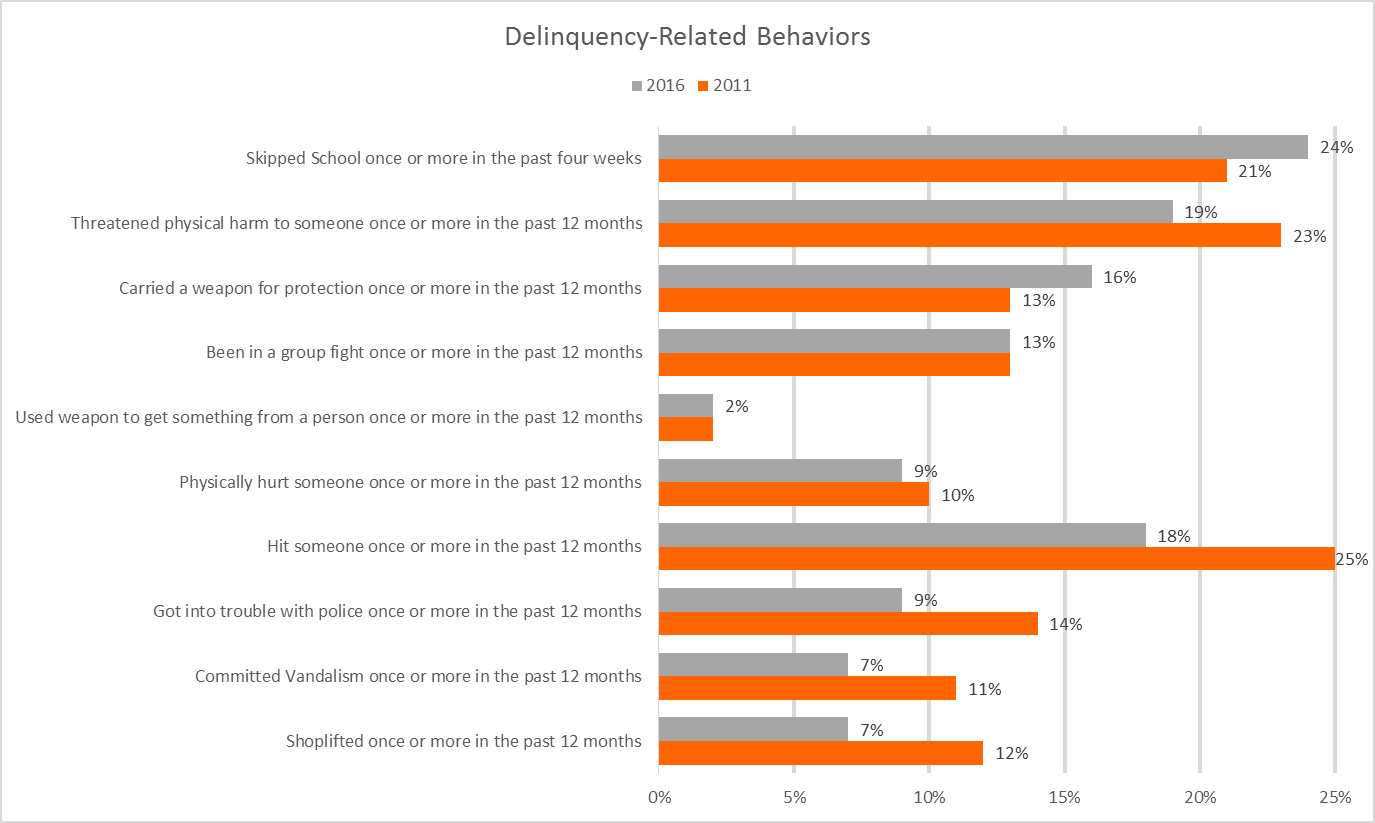 Delinquency-Related Behaviors
2016 2011
Skipped School once or more in the past four weeks
24%
21%
Threatened physical harm to someone once or more in the past 12 months
19%
23%
Carried a weapon for protection once or more in the past 12 months
16%
13%
Been in a group fight once or more in the past 12 months
13%
Used weapon to get something from a person once or more in the past 12 months
2%
Physically hurt someone once or more in the past 12 months
9%
10%
Hit someone once or more in the past 12 months
18%
25%
Got into trouble with police once or more in the past 12 months
9%
14%
Committed Vandalism once or more in the past 12 months
7%
11%
Shoplifted once or more in the past 12 months
7%
12%
0% 5% 10% 15% 20% 25%